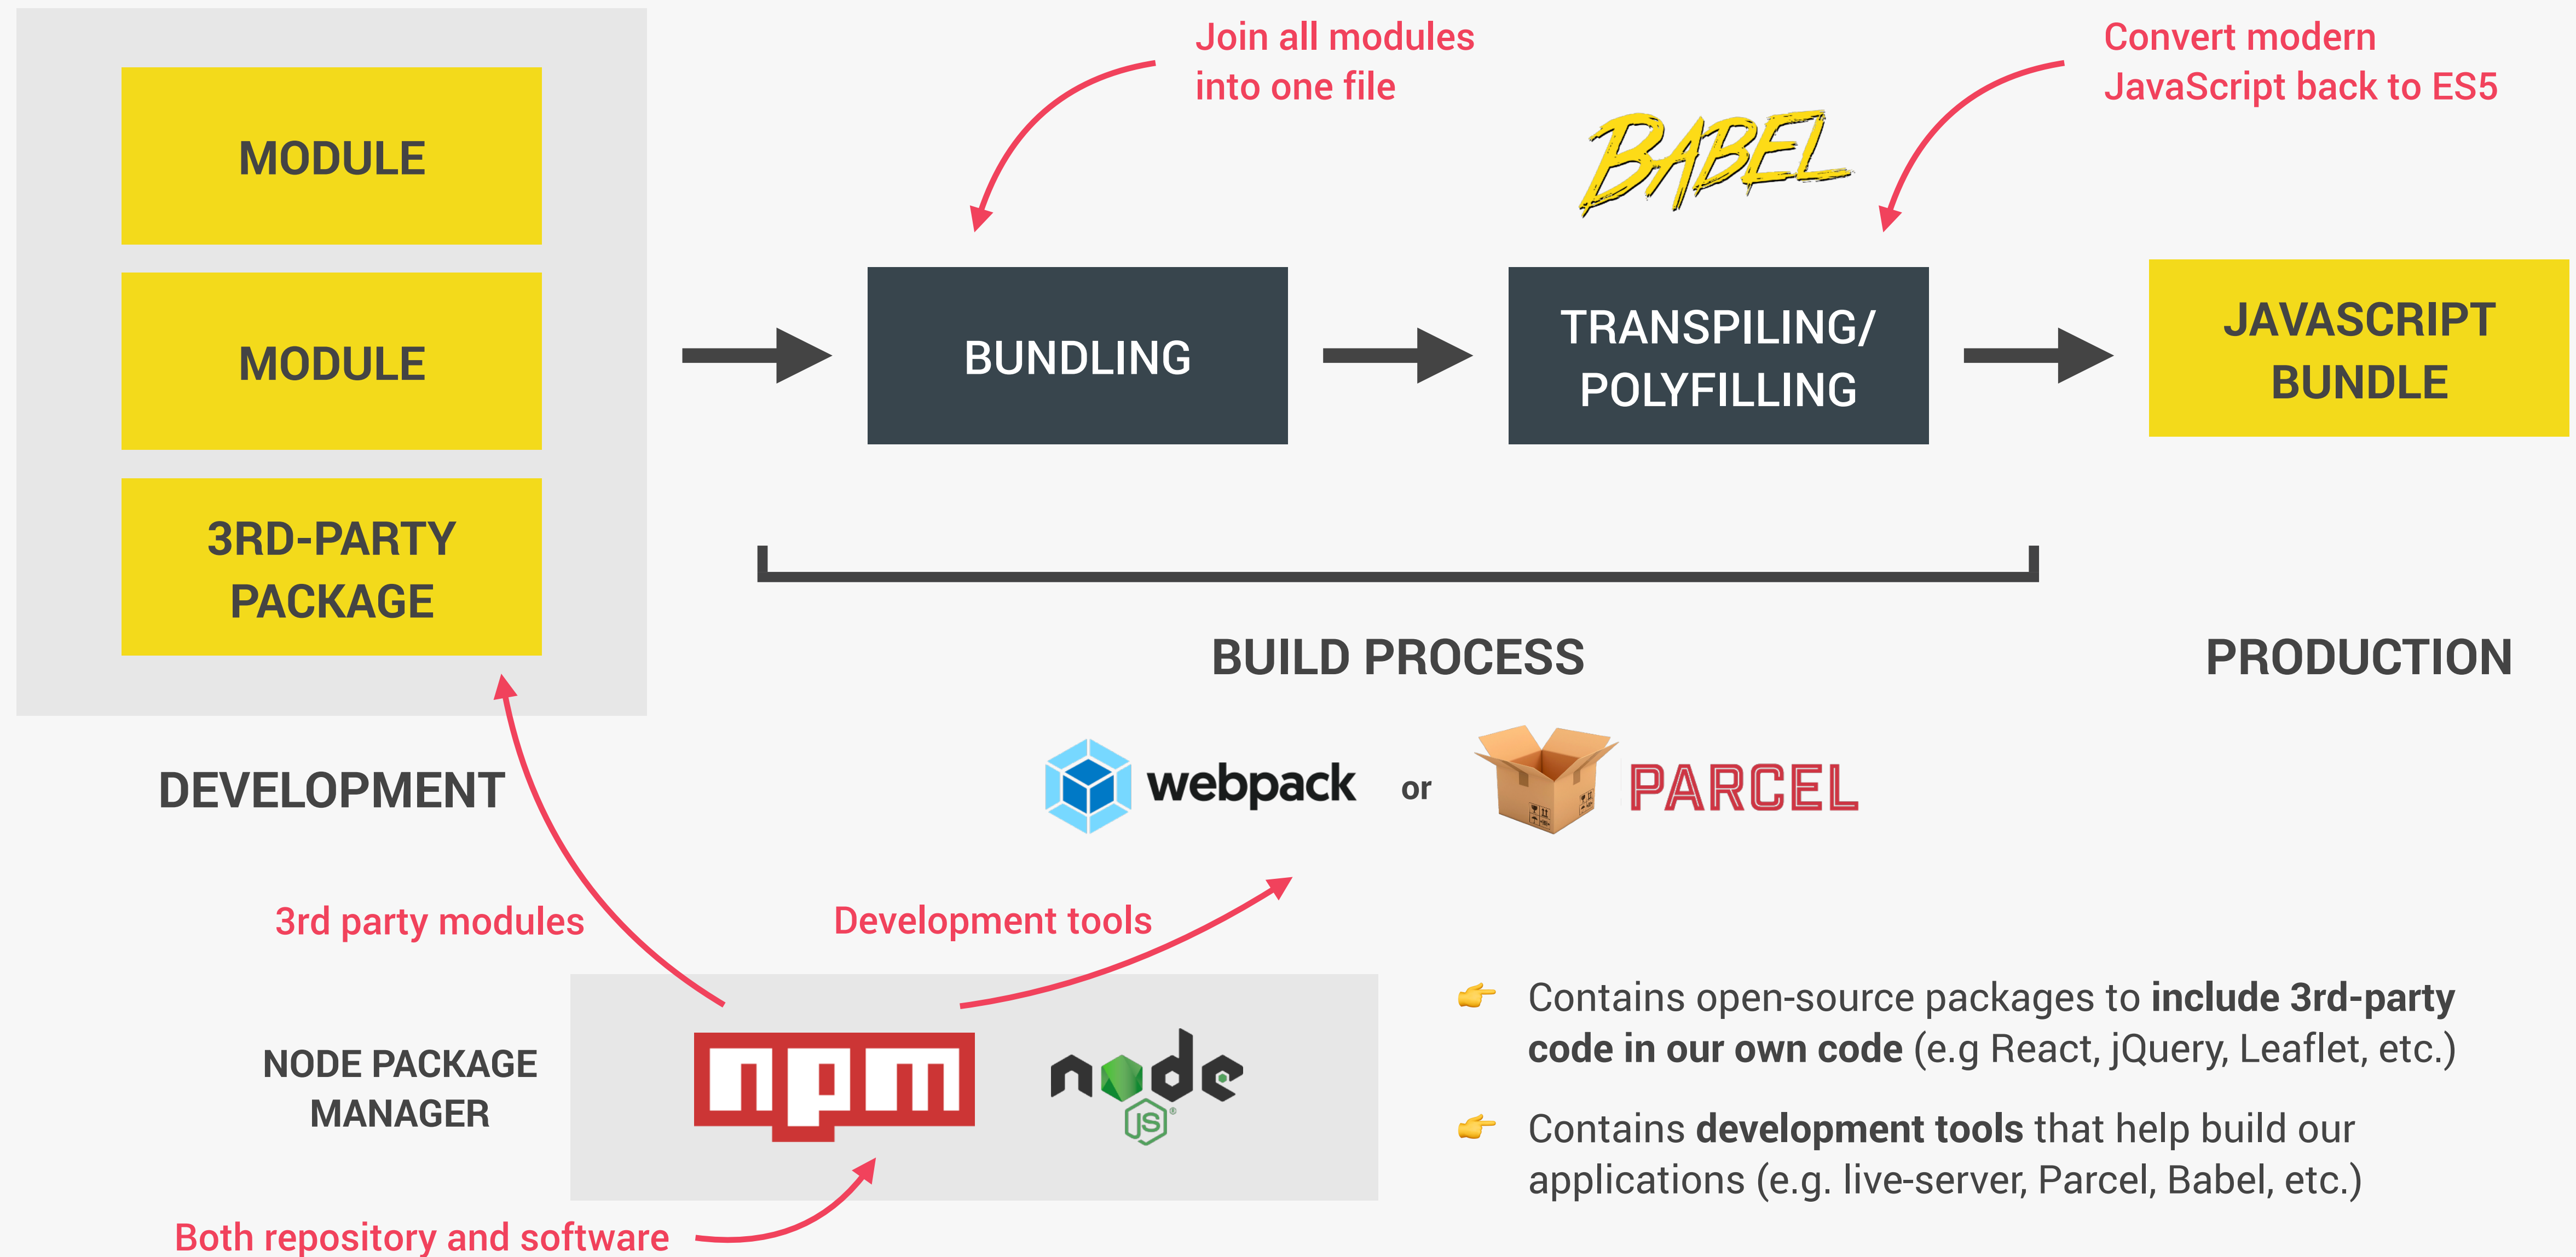 Join all modules
into one file
Convert modern
JavaScript back to ES5
BABEL
MODULE
MODULE
3RD-PARTY
PACKAGE
BUNDLING
TRANSPILING/
POLYFILLING
JAVASCRIPT
BUNDLE
BUILD PROCESS
PRODUCTION
DEVELOPMENT
webpack
or
PARCEL
3rd party modules
Development tools
NODE PACKAGE
MANAGER
npm
node
JS®
👉 Contains open-source packages to include 3rd-party
code in our own code (e.g React, jQuery, Leaflet, etc.)
👉 Contains development tools that help build our
applications (e.g. live-server, Parcel, Babel, etc.)
Both repository and software